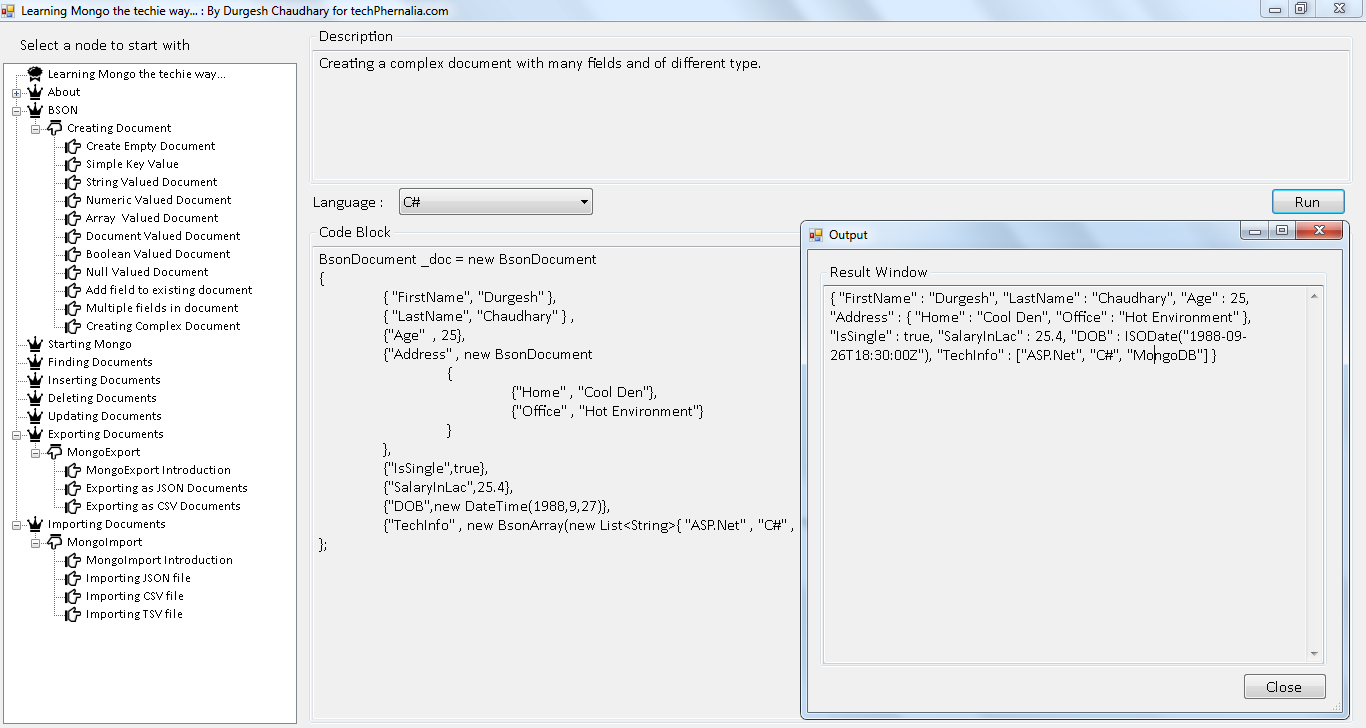 Learning Mongo the techie way... : By Durgesh Chaudhary for techPhernalia.com
Select a node to start with
Learning Mongo the techie way...
About
BSON
Creating Document
Create Empty Document
Simple Key Value
String Valued Document
Numeric Valued Document
Array  Valued Document
Document Valued Document
Boolean Valued Document
Null Valued Document
Add field to existing document
Multiple fields in document
Creating Complex Document
Starting Mongo
Finding Documents
Inserting Documents
Deleting Documents
Updating Documents
Exporting Documents
MongoExport
MongoExport Introduction
Exporting as JSON Documents
Exporting as CSV Documents
Importing Documents
MongoImport
MongoImport Introduction
Importing JSON file
Importing CSV file
Importing TSV file
Description
Creating a complex document with many fields and of different type.
Language :
C#
Run
Code Block
BsonDocument _doc = new BsonDocument
{
{ "FirstName", "Durgesh" },
{ "LastName", "Chaudhary" } ,
{"Age" , 25},
{"Address" , new BsonDocument
{
{"Home" , "Cool Den"},
{"Office" , "Hot Environment"}
}
},
{"IsSingle",true},
{"SalaryInLac",25.4},
{"DOB",new DateTime(1988,9,27)},
{"TechInfo" , new BsonArray(new List<String>{ "ASP.Net" , "C#" ,
};
Output
Result Window
{ "FirstName" : "Durgesh", "LastName" : "Chaudhary", "Age" : 25,
"Address" : { "Home" : "Cool Den", "Office" : "Hot Environment" },
"IsSingle" : true, "SalaryInLac" : 25.4, "DOB" : ISODate("1988-09-
26T18:30:00Z"), "TechInfo" : ["ASP.Net", "C#", "MongoDB"] }
Close